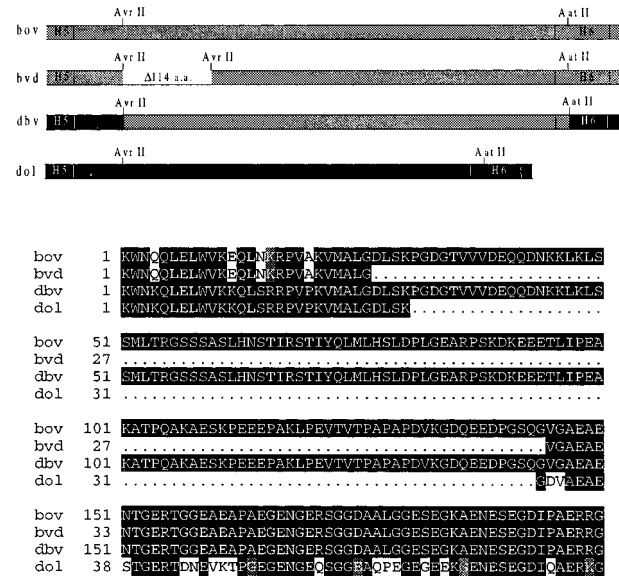 Avr II Aat II
bov H5 H6
Avr II Avr II Aat II
bvd H5 Δ114 a.a. H6
Avr II Aat II
dbv H5 H6
Avr II Aat II
dol H5 H6
bov 1 KWNQQLELWVKEQLNKRPVAKVMALGDLSKPGDGTVVVDEQQDNKKLKLS
bvd 1 KWNQQLELWVKEQLNKRPVAKVMALG........................
dbv 1 KWNKQLELWVKKQLSRRPVPKVMALGDLSKPGDGTVVVDEQQDNKKLKLS
dol 1 KWNKQLELWVKKQLSRRPVPKVMALGDLSK....................
bov 51 SMLTRGSSSASLHNSTIRSTIYQLMLHSLDPLGEARPSKDKEEETLIPEA
bvd 27 ..................................................
dbv 51 SMLTRGSSSASLHNSTIRSTIYQLMLHSLDPLGEARPSKDKEEETLIPEA
dol 31 ..................................................
bov 101 KATPQAKAESKPEEEPAKLPEVTVTPAPAPDVKGDQEEDPGSQGVGAEAE
bvd 27 ............................................VGAEAE
dbv 101 KATPQAKAESKPEEEPAKLPEVTVTPAPAPDVKGDQEEDPGSQGVGAEAE
dol 31 ...........................................GDVAEAE
bov 151 NTGERTGGEAEAPAEGENGERSGGDAALGGESEGKAENESEGDIPAERRG
bvd 33 NTGERTGGEAEAPAEGENGERSGGDAALGGESEGKAENESEGDIPAERRG
dbv 151 NTGERTGGEAEAPAEGENGERSGGDAALGGESEGKAENESEGDIPAERRG
dol 38 STGERTDNEVKTPGEGENGEQSGGEAQPEGEGEEKSENESEGDIQAERKG